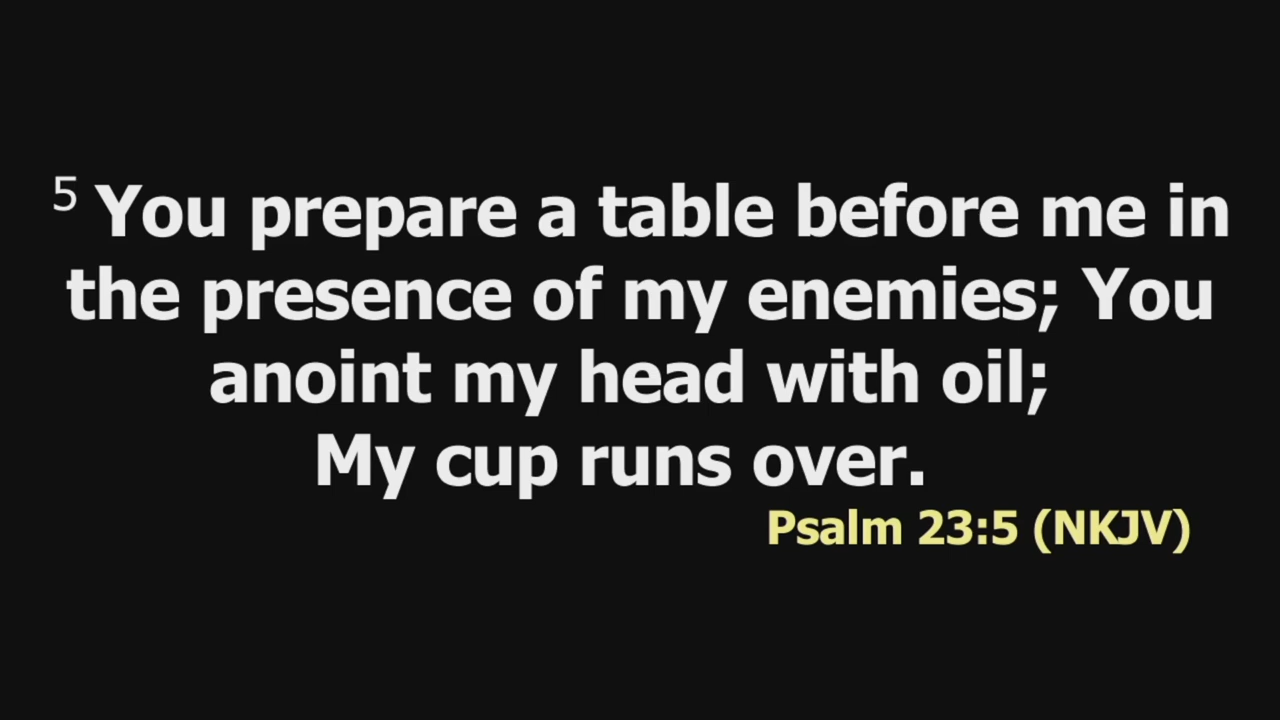 5 You prepare a table before me in
the presence of my enemies; You
anoint my head with oil;
My cup runs over.
Psalm 23:5 (NKJV)